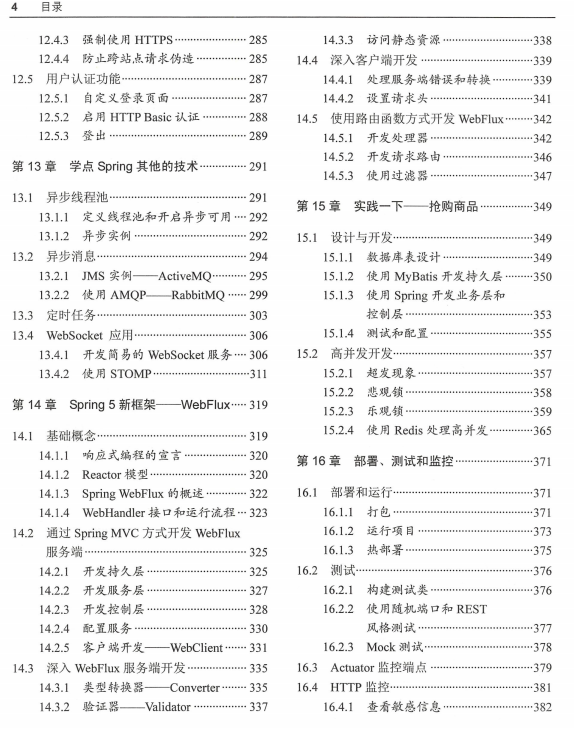 4 目录
12.4.3 强制使用 HTTPS 285
12.4.4 防止跨站点请求伪造 285
12.5 用户认证功能 287
12.5.1 自定义登录页面 287
12.5.2 启用 HTTP Basic 认证 288
12.5.3 登出 289
第 13 章 学点 Spring 其他的技术 291
13.1 异步线程池 291
13.1.1 定义线程池和开启异步可用 292
13.1.2 异步实例 292
13.2 异步消息 294
13.2.1 JMS 实例——ActiveMQ 295
13.2.2 使用 AMQP——RabbitMQ 299
13.3 定时任务 303
13.4 WebSocket 应用 306
13.4.1 开发简易的 WebSocket 服务 306
13.4.2 使用 STOMP 311
第 14 章 Spring 5 新框架——WebFlux 319
14.1 基础概念 319
14.1.1 响应式编程的宣言 320
14.1.2 Reactor 模型 320
14.1.3 Spring WebFlux 的概述 322
14.1.4 WebHandler 接口和运行流程 323
14.2 通过 Spring MVC 方式开发 WebFlux
服务端 325
14.2.1 开发持久层 325
14.2.2 开发服务层 327
14.2.3 开发控制层 328
14.2.4 配置服务 330
14.2.5 客户端开发——WebClient 331
14.3 深入 WebFlux 服务端开发 335
14.3.1 类型转换器——Converter 335
14.3.2 验证器——Validator 337
14.3.3 访问静态资源 338
14.4 深入客户端开发 339
14.4.1 处理服务端错误和转换 339
14.4.2 设置请求头 341
14.5 使用路由函数方式开发 WebFlux 342
14.5.1 开发处理器 342
14.5.2 开发请求路由 346
14.5.3 使用过滤器 347
第 15 章 实践一下——抢购商品 349
15.1 设计与开发 349
15.1.1 数据库表设计 349
15.1.2 使用 MyBatis 开发持久层 350
15.1.3 使用 Spring 开发业务层和
控制层 353
15.1.4 测试和配置 355
15.2 高并发开发 357
15.2.1 超发现象 357
15.2.2 悲观锁 358
15.2.3 乐观锁 359
15.2.4 使用 Redis 处理高并发 365
第 16 章 部署、测试和监控 371
16.1 部署和运行 371
16.1.1 打包 371
16.1.2 运行项目 373
16.1.3 热部署 375
16.2 测试 376
16.2.1 构建测试类 376
16.2.2 使用随机端口和 REST
风格测试 377
16.2.3 Mock 测试 378
16.3 Actuator 监控端点 379
16.4 HTTP 监控 381
16.4.1 查看敏感信息 382